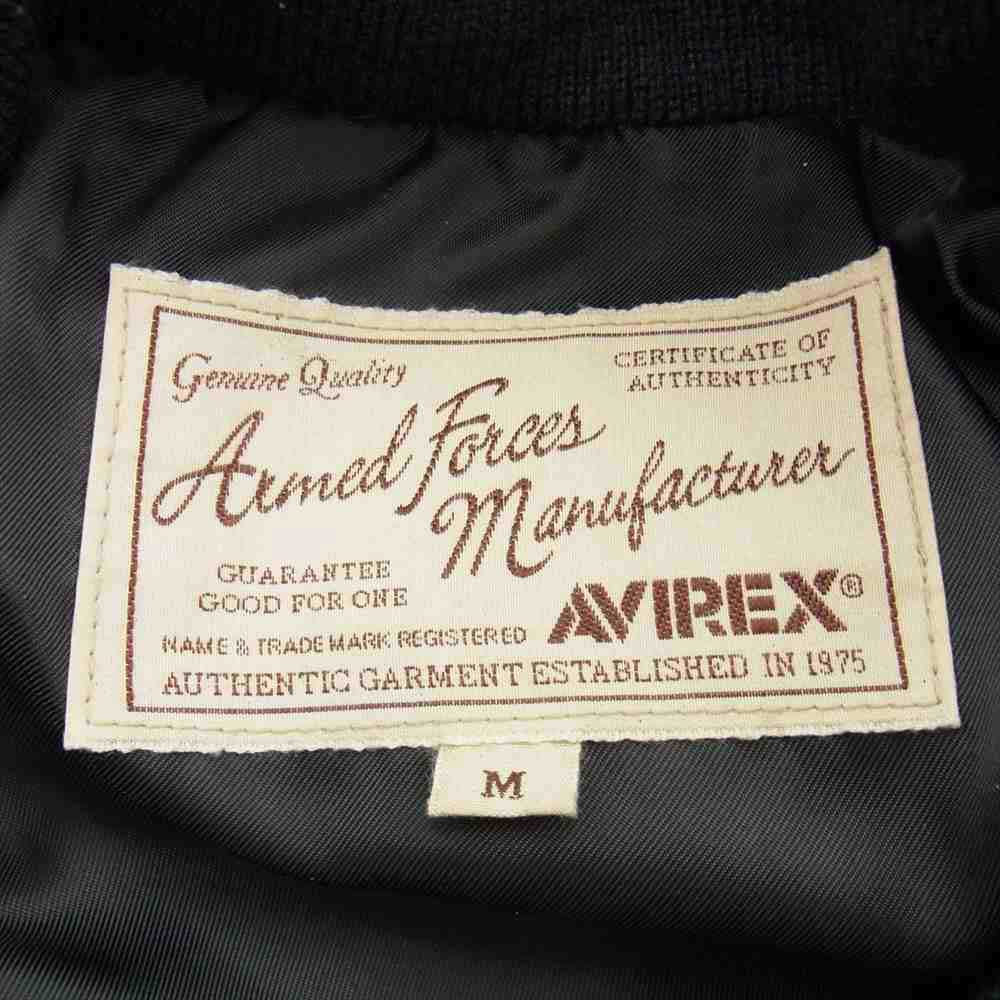 Genuine Quality
CERTIFICATE OF
AUTHENTICITY
Armed Forces
Manufacturer
GUARANTEE
GOOD FOR ONE
NAME & TRADE MARK REGISTERED
AVIREX®
AUTHENTIC GARMENT ESTABLISHED IN 1975
M